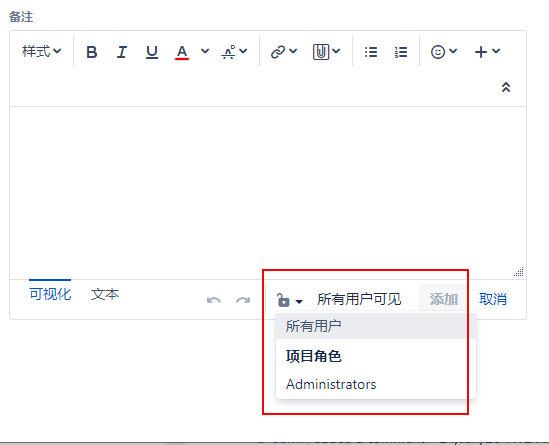 备注
样式 B I U A
可视化 文本 所有用户可见 添加 取消
所有用户
项目角色
Administrators